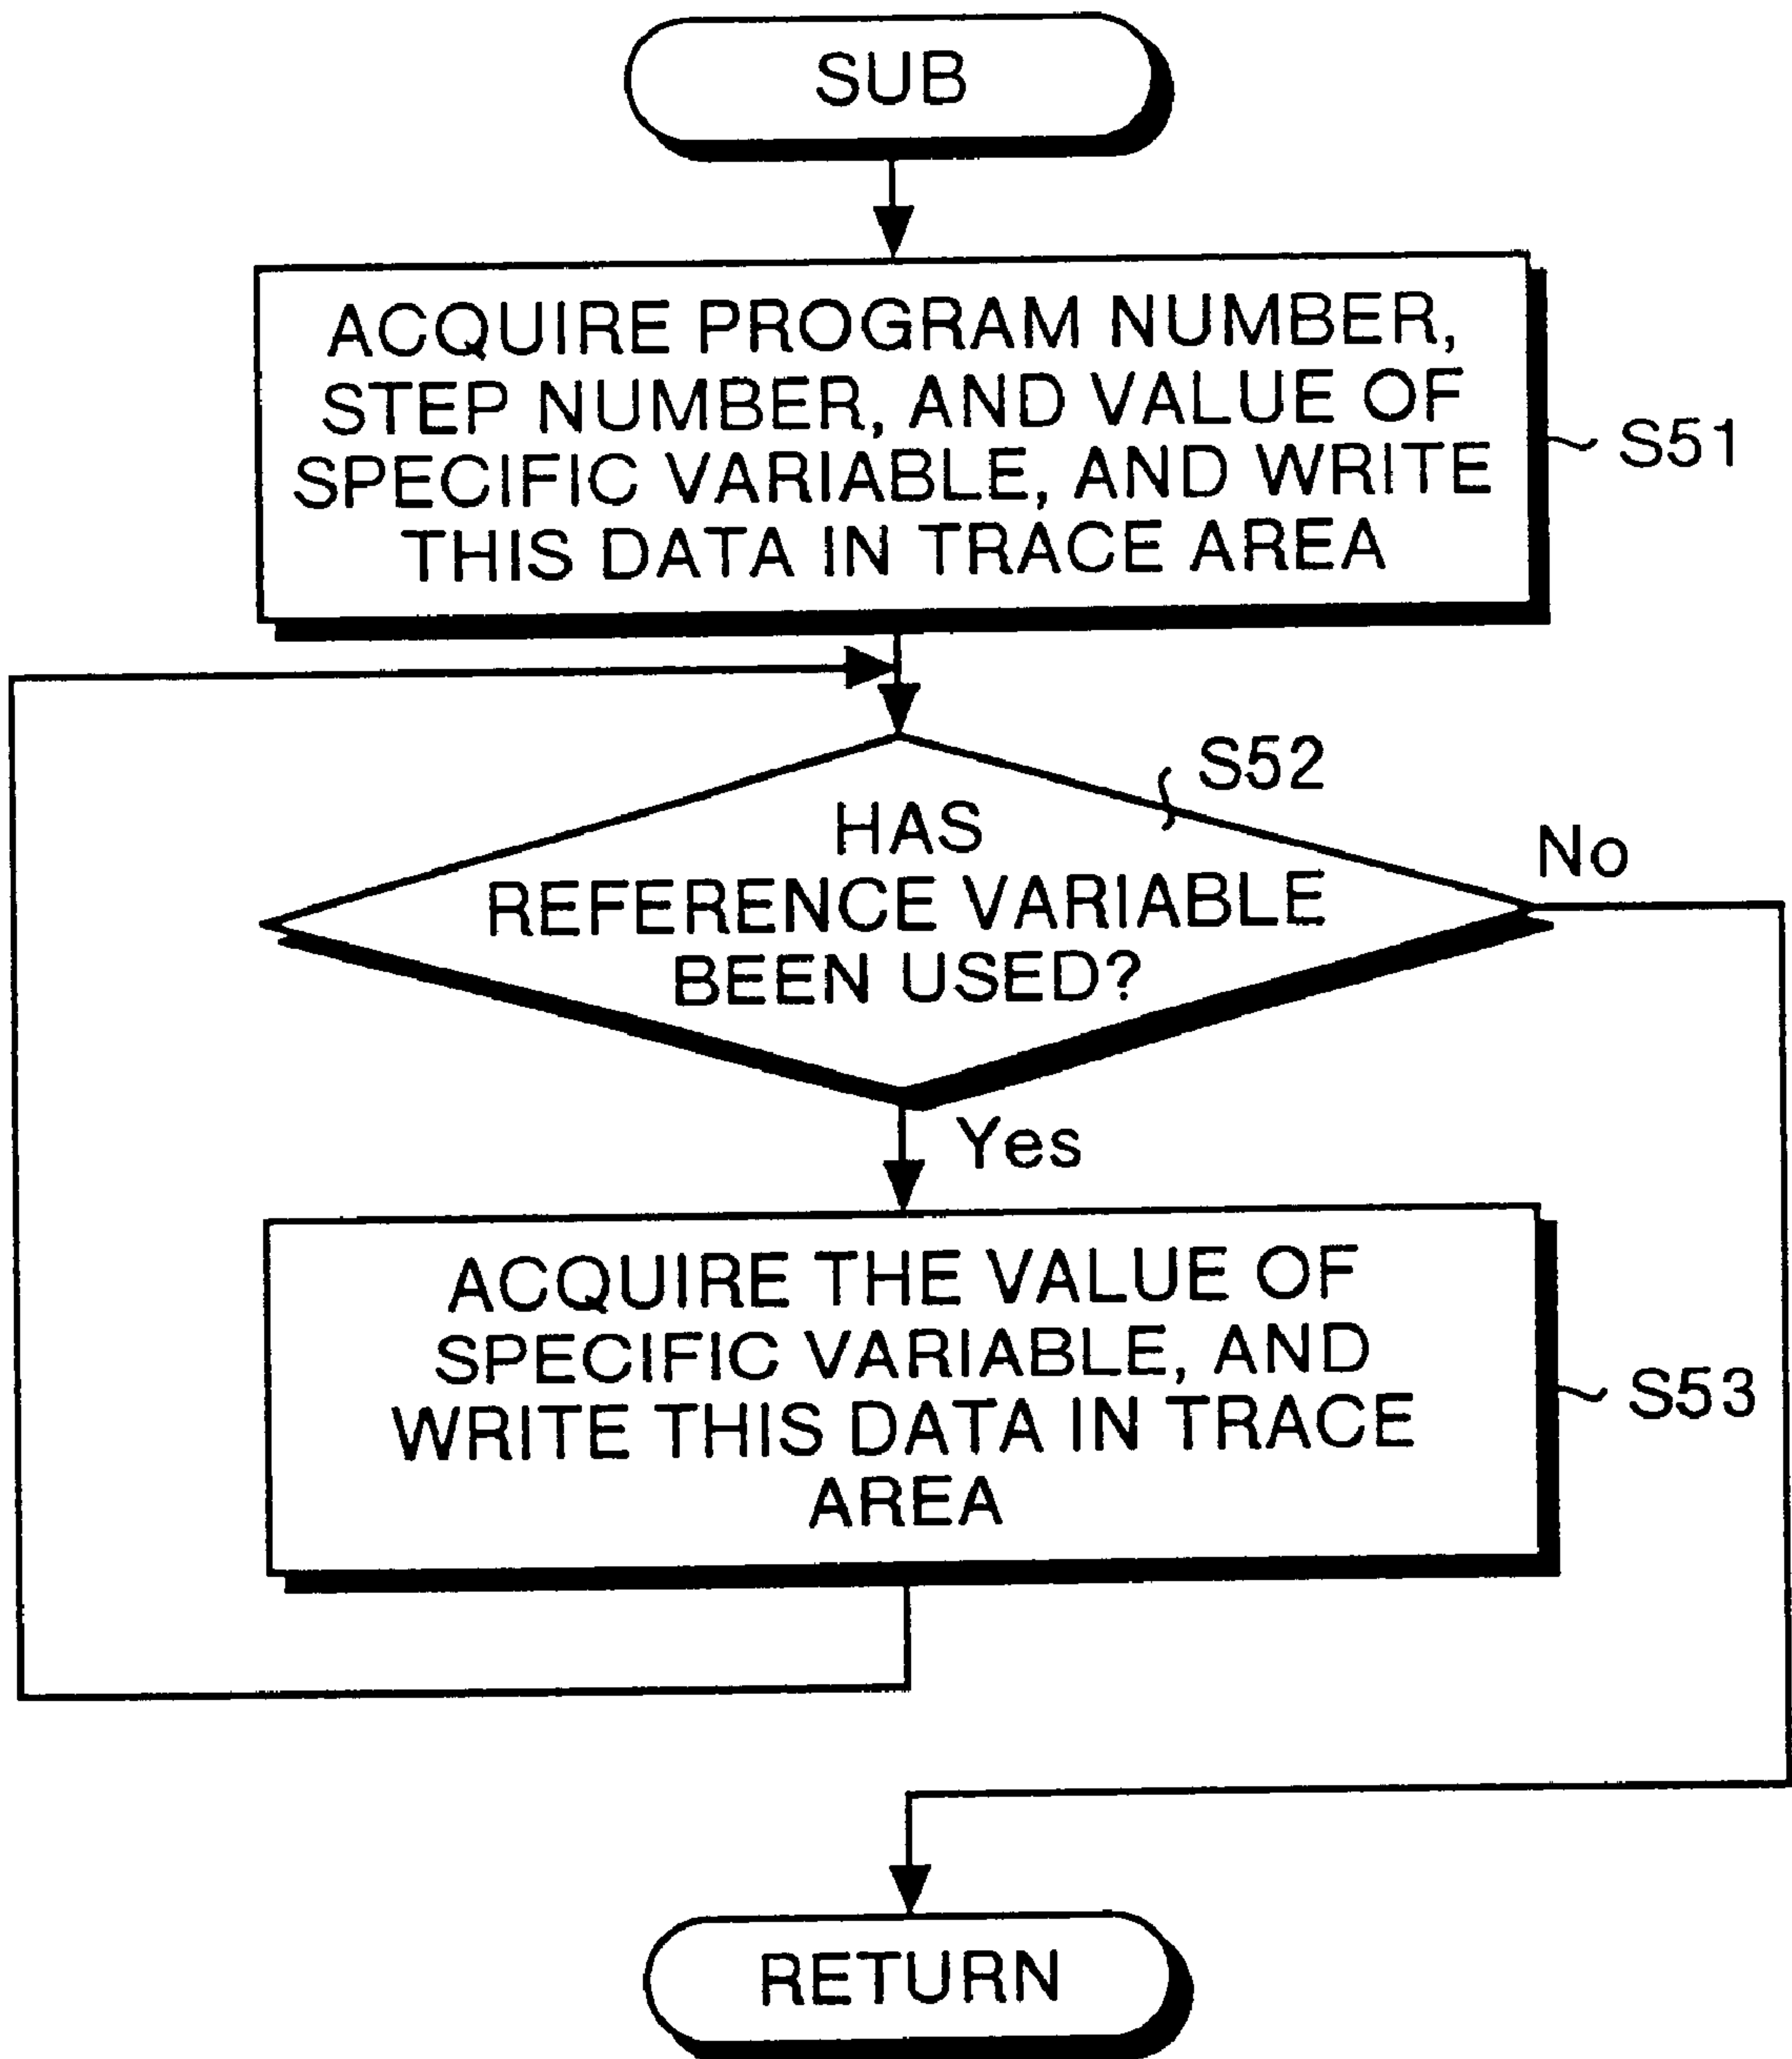 SUB
ACQUIRE PROGRAM NUMBER,
STEP NUMBER, AND VALUE OF
SPECIFIC VARIABLE, AND WRITE
THIS DATA IN TRACE AREA
S51
S52
HAS
REFERENCE VARIABLE
BEEN USED?
No
Yes
ACQUIRE THE VALUE OF
SPECIFIC VARIABLE, AND
WRITE THIS DATA IN TRACE
AREA
S53
RETURN